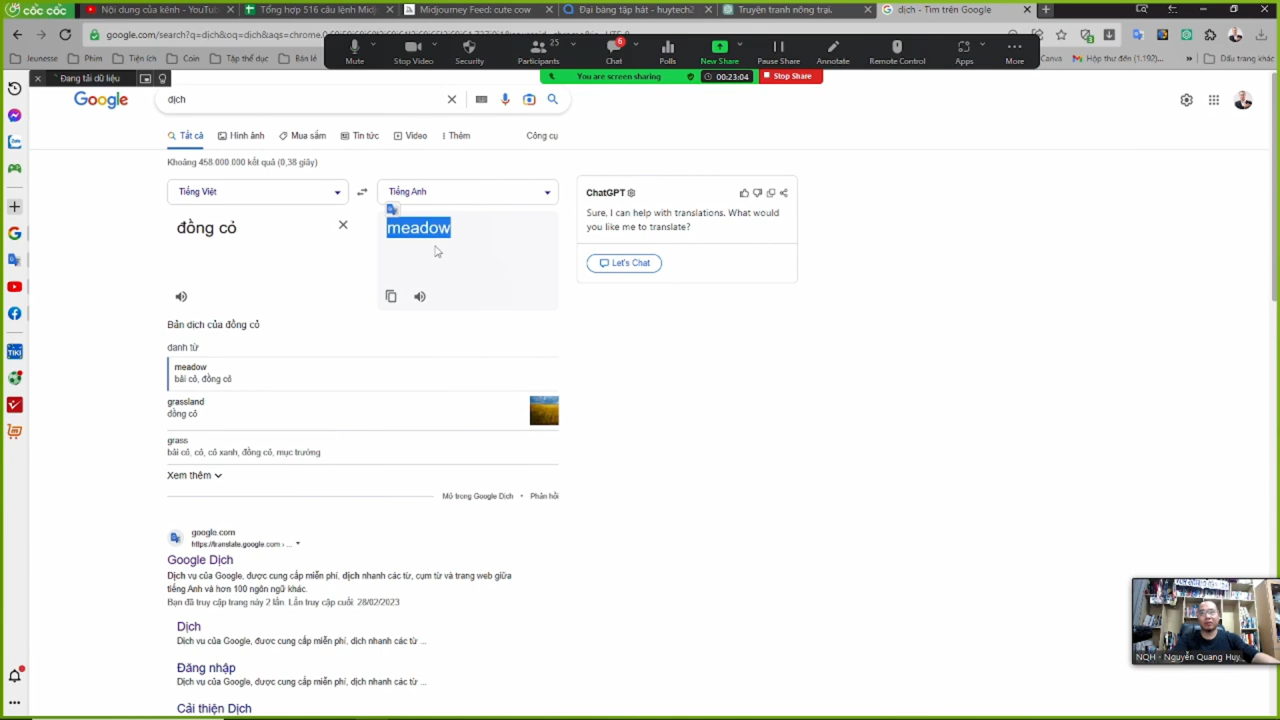 cốc cốc
Nội dung của kênh - YouTu
Tổng hợp 516 câu lệnh Midj
Midjourney Feed: cute cow
Đại bàng tập hát - huytech2
Truyện tranh nông trại.
dịch - Tìm trên Google
Jeunesse
Phim
Tiện ích
Coin
Tập thể dục
Bán lẻ
Canva
Hộp thư đến (1.192)...
»
Dấu trang khác
Mute
Stop Video
Security
Participants
25
Chat
6
Polls
New Share
Pause Share
Annotate
Remote Control
Apps
More
You are screen sharing
00:23:04
Stop Share
Đang tải dữ liệu
Google
dịch
Tất cả
Hình ảnh
Mua sắm
Tin tức
Video
Thêm
Công cụ
Khoảng 458.000.000 kết quả (0,38 giây)
Tiếng Việt
Tiếng Anh
đồng cỏ
meadow
ChatGPT
Sure, I can help with translations. What would
you like me to translate?
Let's Chat
Bản dịch của đồng cỏ
danh từ
meadow
bãi cỏ, đồng cỏ
grassland
đồng cỏ
grass
bãi cỏ, cỏ, cỏ xanh, đồng cỏ, mục trường
Xem thêm
Mở trong Google Dịch • Phản hồi
google.com
https://translate.google.com › ...
Google Dịch
Dịch vụ của Google, được cung cấp miễn phí, dịch nhanh các từ, cụm từ và trang web giữa
tiếng Anh và hơn 100 ngôn ngữ khác.
Bạn đã truy cập trang này 2 lần. Lần truy cập cuối: 28/02/2023
Dịch
Dịch vụ của Google, được cung cấp miễn phí, dịch nhanh các từ ...
Đăng nhập
Dịch vụ của Google, được cung cấp miễn phí, dịch nhanh các từ ...
Cải thiện Dịch
Zalo
TIKI
NQH - Nguyễn Quang Huy